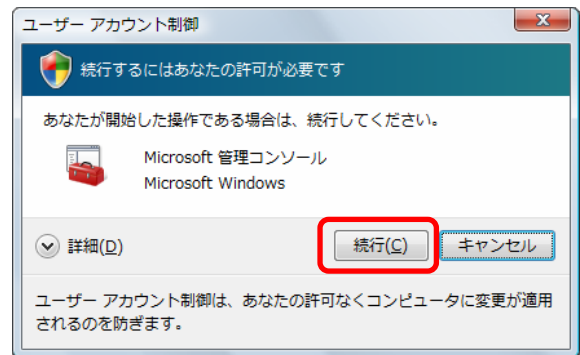 ユーザー アカウント制御
続行するにはあなたの許可が必要です
あなたが開始した操作である場合は、続行してください。
Microsoft 管理コンソール
Microsoft Windows
詳細(D) 続行(C) キャンセル
ユーザー アカウント制御は、あなたの許可なくコンピュータに変更が適用
されるのを防ぎます。